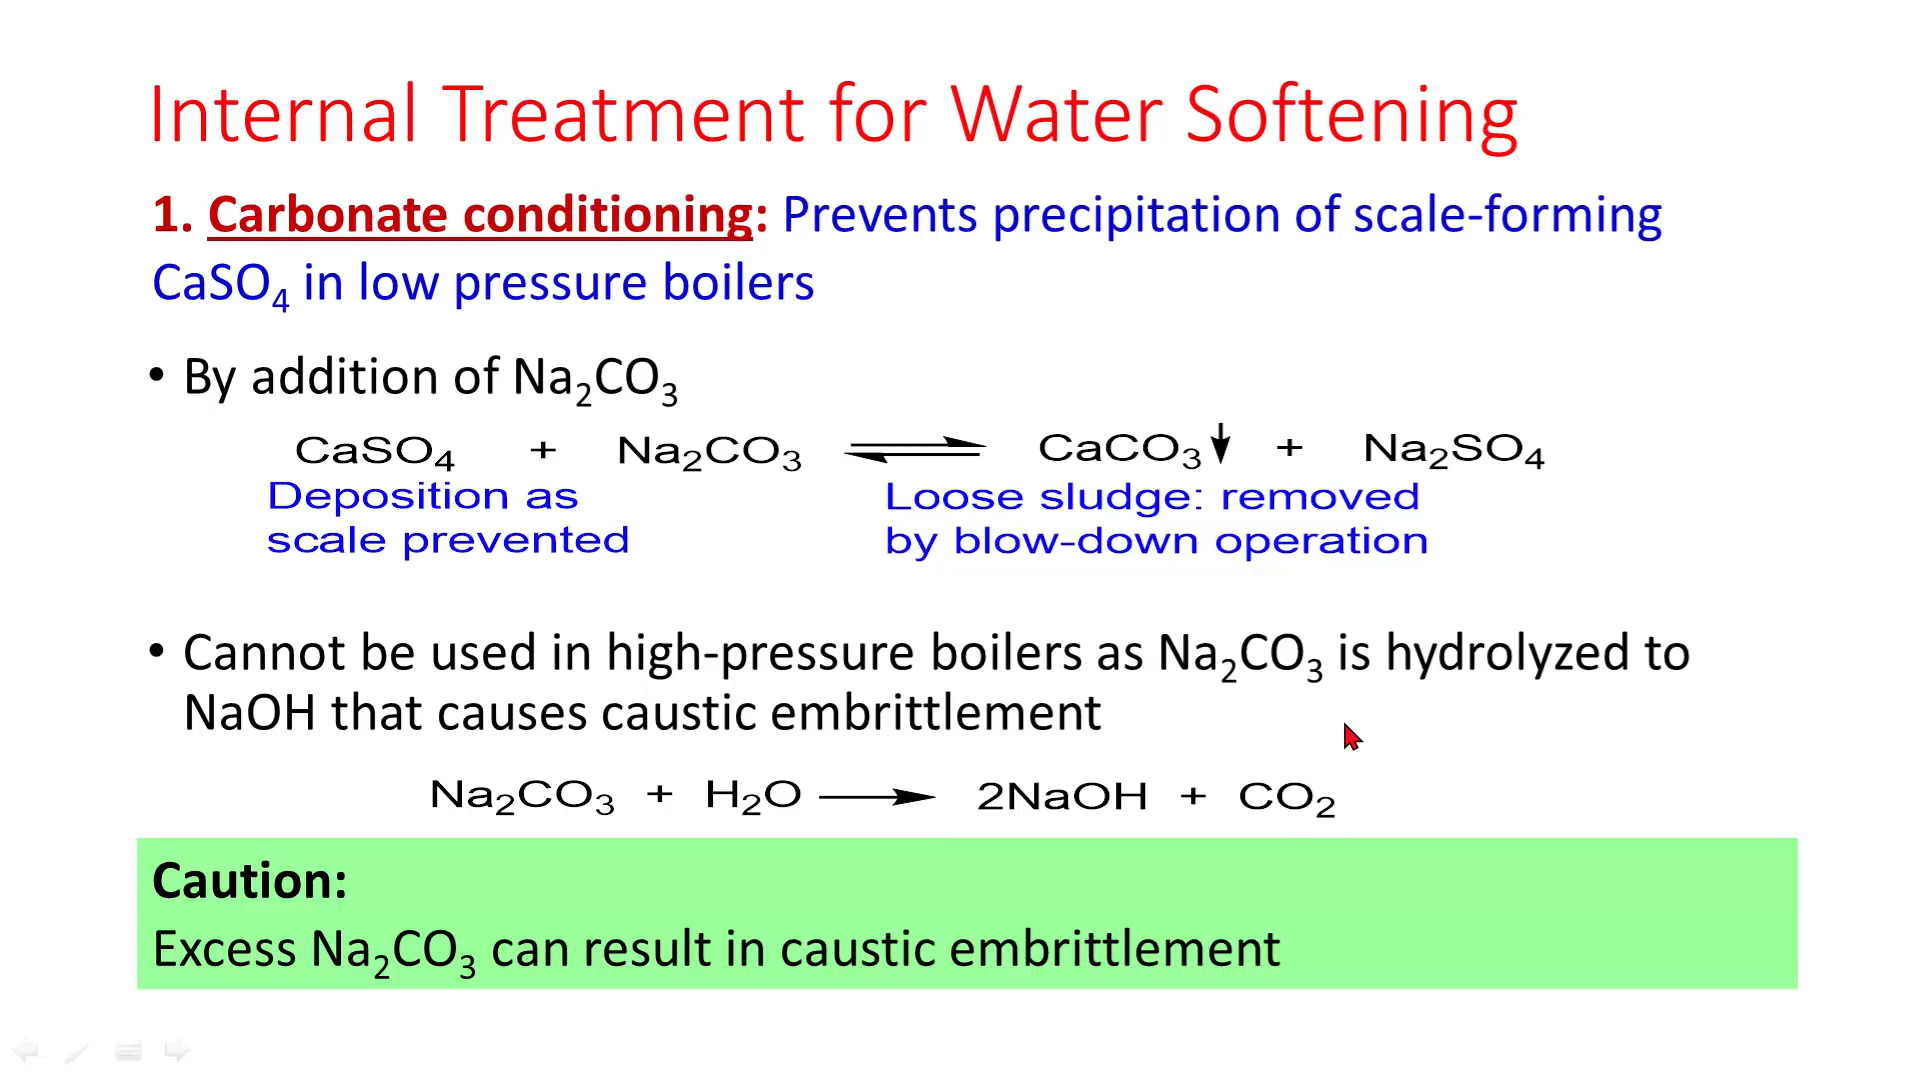 Internal Treatment for Water Softening
1. Carbonate conditioning: Prevents precipitation of scale-forming
CaSO₄ in low pressure boilers
• By addition of Na₂CO₃
CaSO₄ + Na₂CO₃ ⇌ CaCO₃↓ + Na₂SO₄
Deposition as Loose sludge: removed
scale prevented by blow-down operation
• Cannot be used in high-pressure boilers as Na₂CO₃ is hydrolyzed to
NaOH that causes caustic embrittlement
Na₂CO₃ + H₂O → 2NaOH + CO₂
Caution:
Excess Na₂CO₃ can result in caustic embrittlement